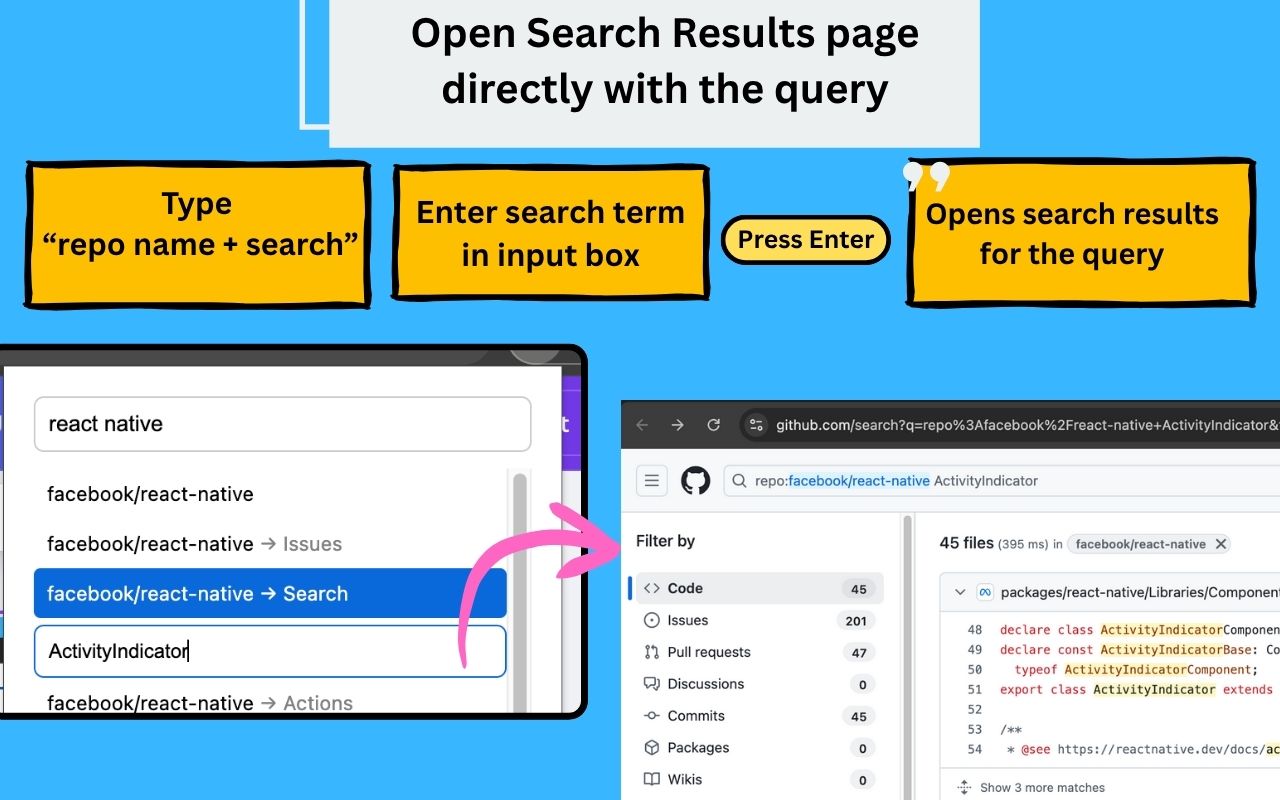 Open Search Results page
directly with the query
Type
“repo name + search”
Enter search term
in input box
Press Enter
Opens search results
for the query
react native
facebook/react-native
facebook/react-native → Issues
facebook/react-native → Search
ActivityIndicator
facebook/react-native → Actions
github.com/search?q=repo%3Afacebook%2Freact-native+ActivityIndicator&
repo:facebook/react-native ActivityIndicator
Filter by
Code 45
Issues 201
Pull requests 47
Discussions 0
Commits 45
Packages 0
Wikis 0
45 files (395 ms) in facebook/react-native
packages/react-native/Libraries/Component
48 declare class ActivityIndicatorComponen
49 declare const ActivityIndicatorBase: Co
50 typeof ActivityIndicatorComponent;
51 export class ActivityIndicator extends
52
53 /**
54 * @see https://reactnative.dev/docs/ac
Show 3 more matches